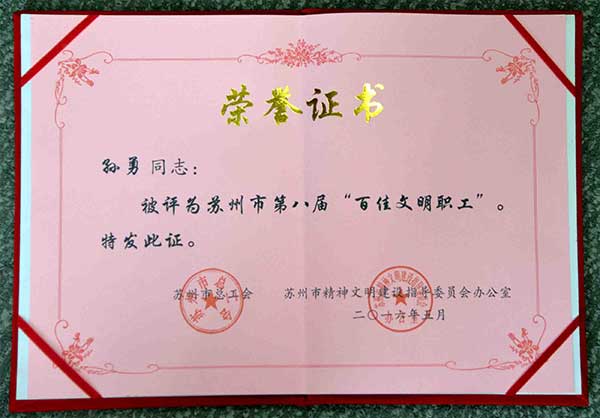 荣誉证书
孙勇同志：
被评为苏州市第八届“百佳文明职工”。
特发此证。
苏州市总工会 苏州市精神文明建设指导委员会办公室
二〇一六年五月